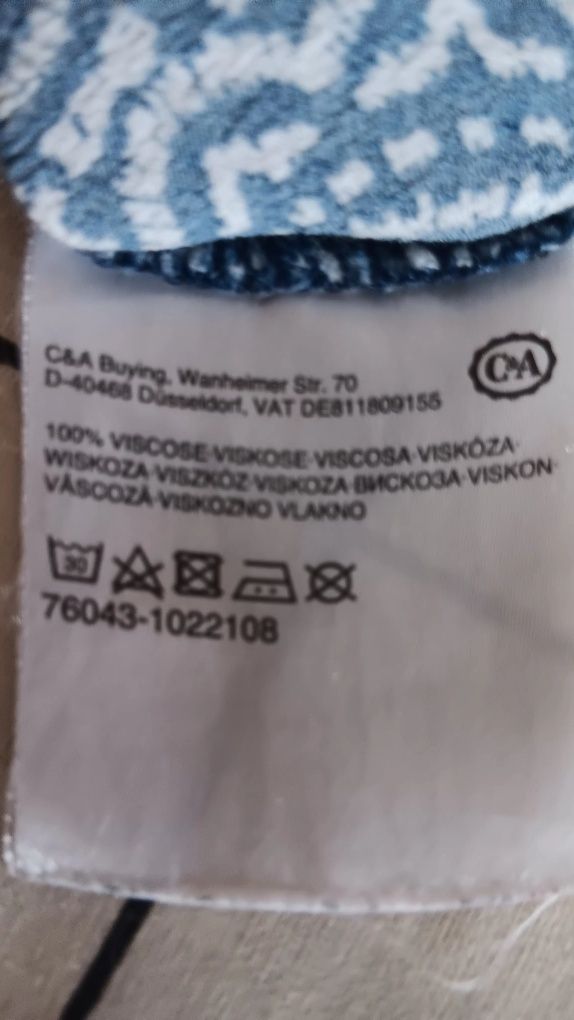 C&A Buying, Wanheimer Str. 70
D-40468 Düsseldorf, VAT DE811809155
C&A
100% VISCOSE·VISKOSE·VISCOSA·VISKÓZA·
WISKOZA·VISZKÓZ·VISKOZA·ВИСКОЗА·VISKON·
VÂSCOZĂ·VISKOZNO VLAKNO
30
76043-1022108